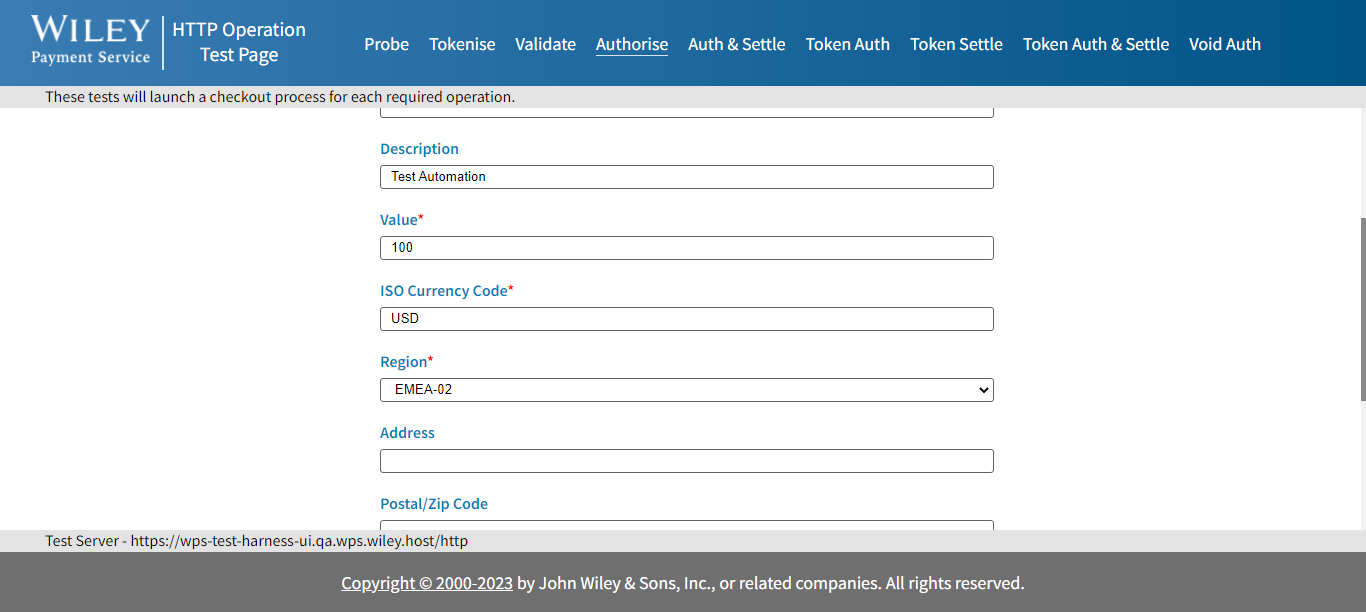 WILEY
Payment Service
HTTP Operation
Test Page
Probe Tokenise Validate Authorise Auth & Settle Token Auth Token Settle Token Auth & Settle Void Auth
These tests will launch a checkout process for each required operation.
Description
Test Automation
Value*
100
ISO Currency Code*
USD
Region*
EMEA-02
Address
Postal/Zip Code
Test Server - https://wps-test-harness-ui.qa.wps.wiley.host/http
Copyright © 2000-2023 by John Wiley & Sons, Inc., or related companies. All rights reserved.